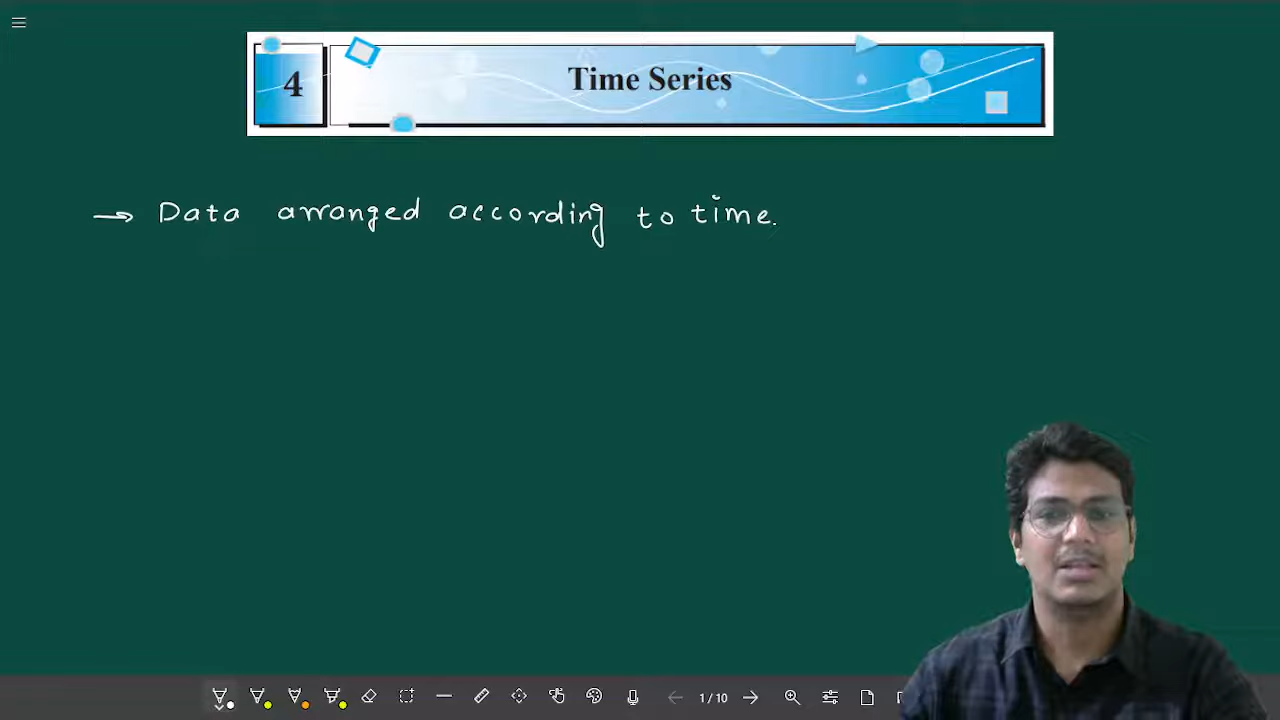 4
Time Series
→ Data arranged according to time.
1/10